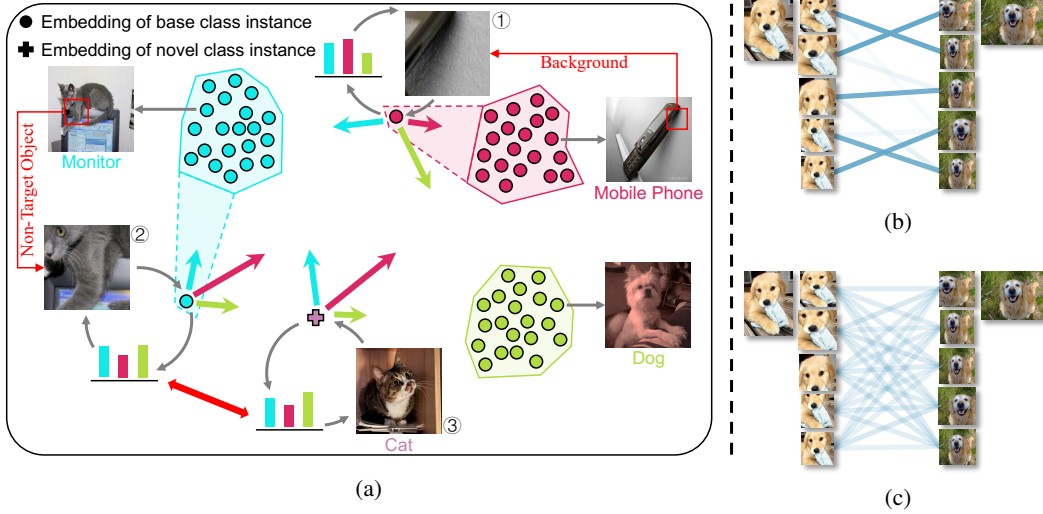 Embedding of base class instance
Embedding of novel class instance
①
Background
Monitor
Mobile Phone
Non-Target Object
②
Dog
③
Cat
(a)
(b)
(c)